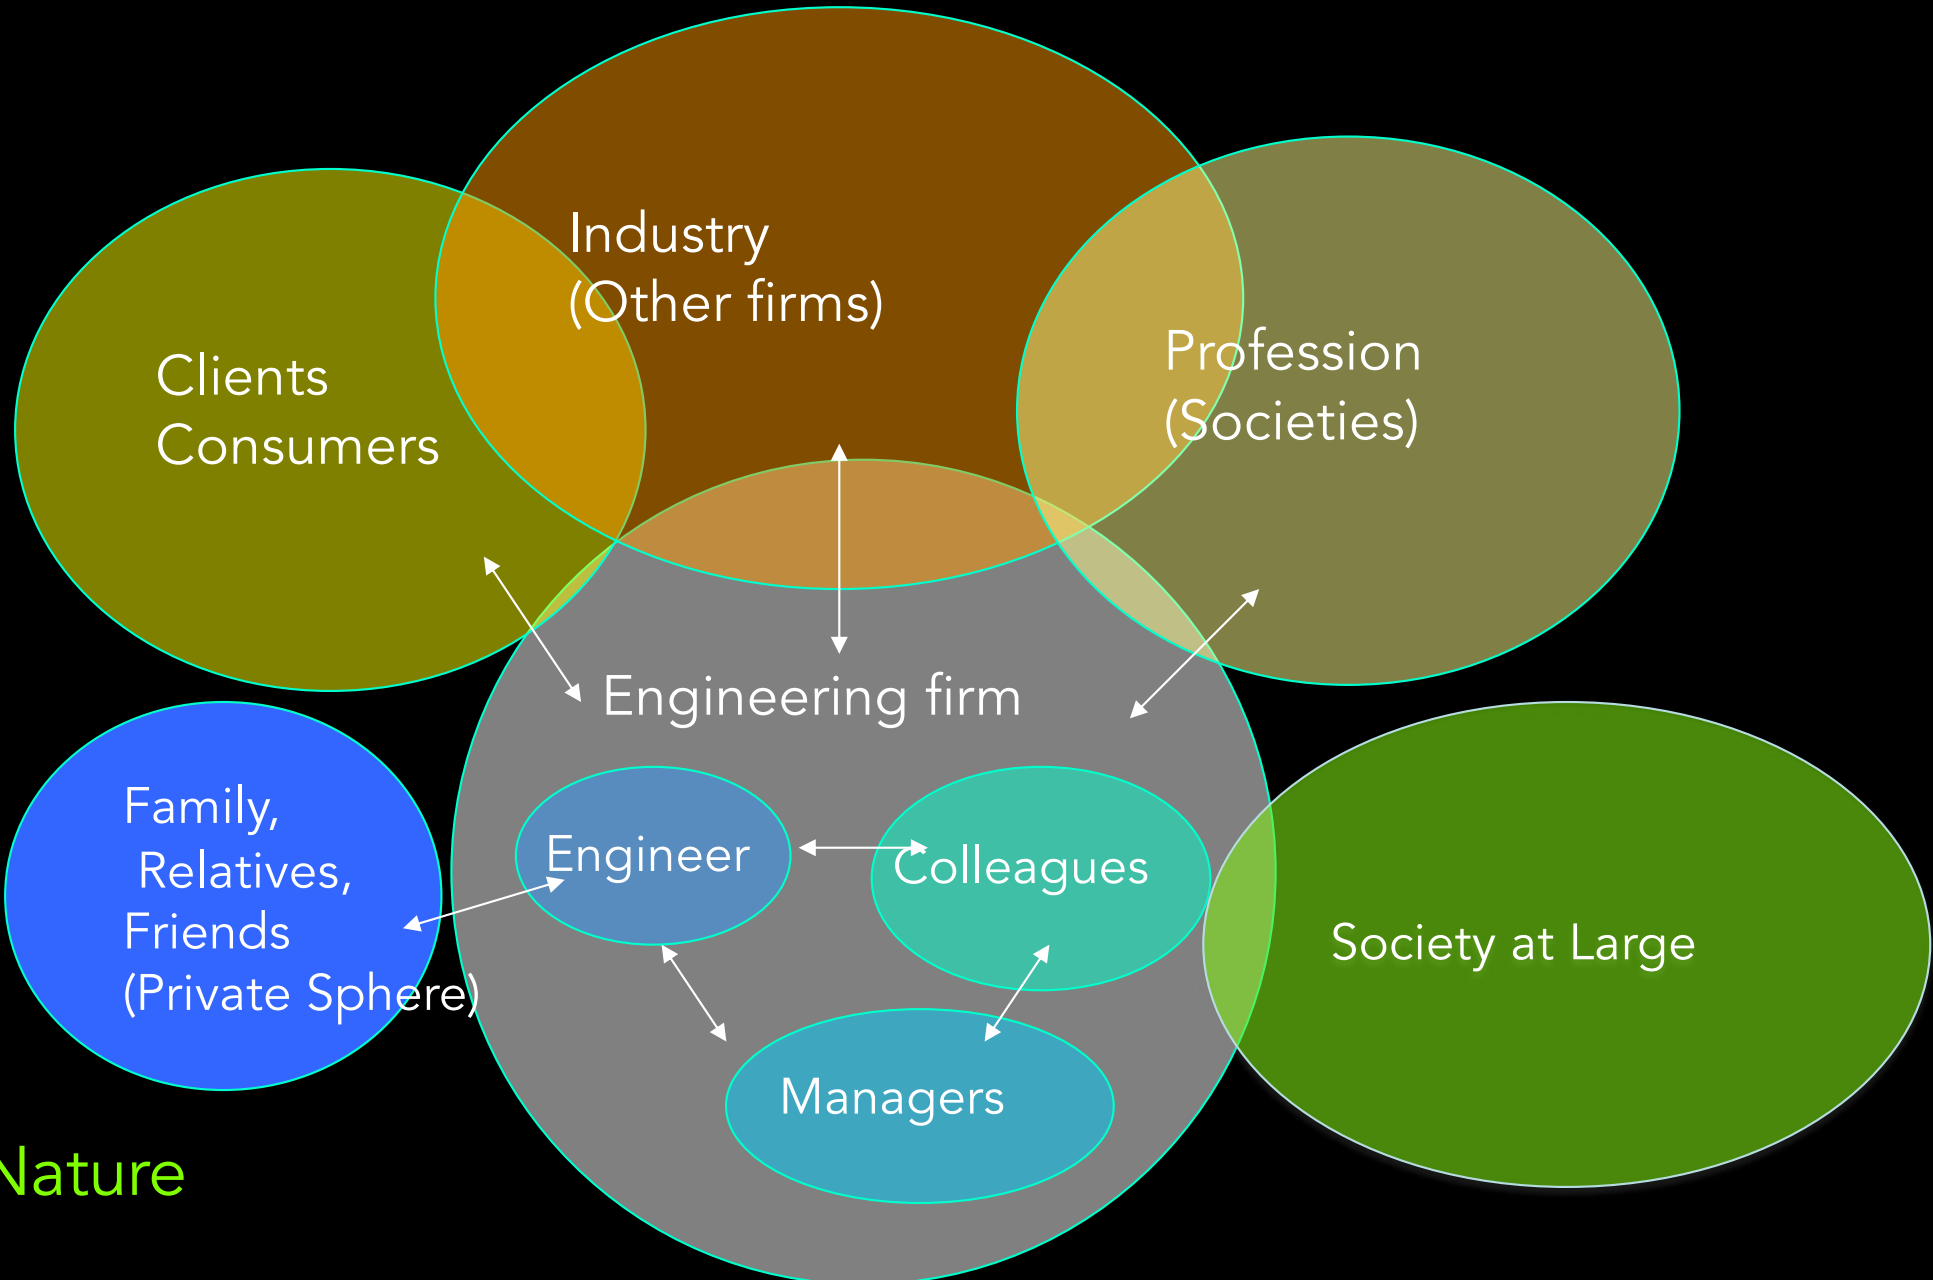 Industry
(Other firms)
Clients
Consumers
Profession
(Societies)
Engineering firm
Family,
Relatives,
Friends
(Private Sphere)
Engineer
Colleagues
Society at Large
Managers
Nature